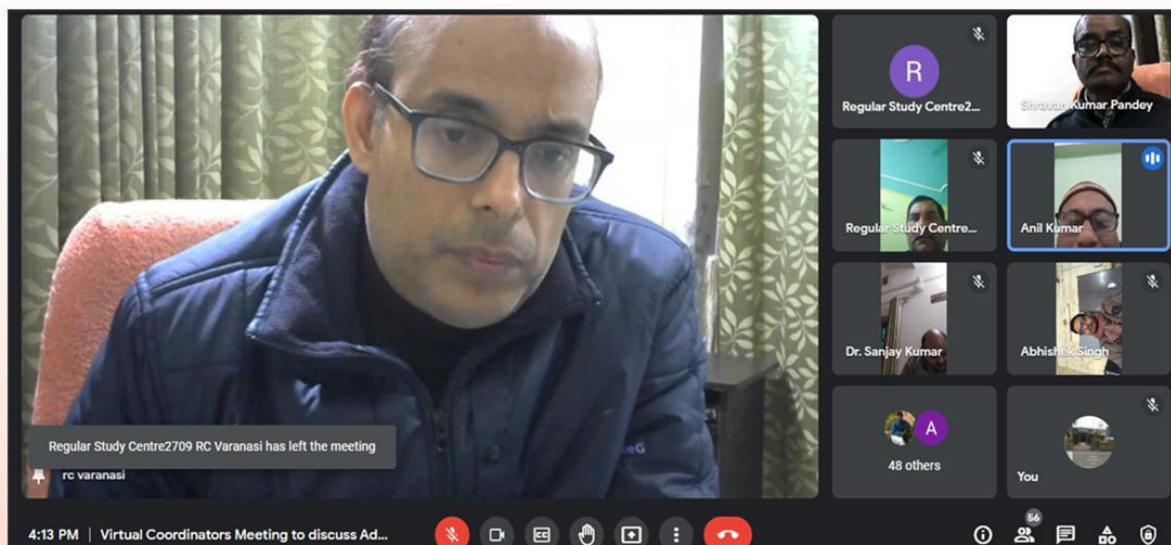 R
Regular Study Centre2...
Shravan Kumar Pandey
Regular Study Centre...
Anil Kumar
Dr. Sanjay Kumar
Abhishek Singh
A
48 others
You
Regular Study Centre2709 RC Varanasi has left the meeting
rc varanasi
4:13 PM | Virtual Coordinators Meeting to discuss Ad...
CC
56